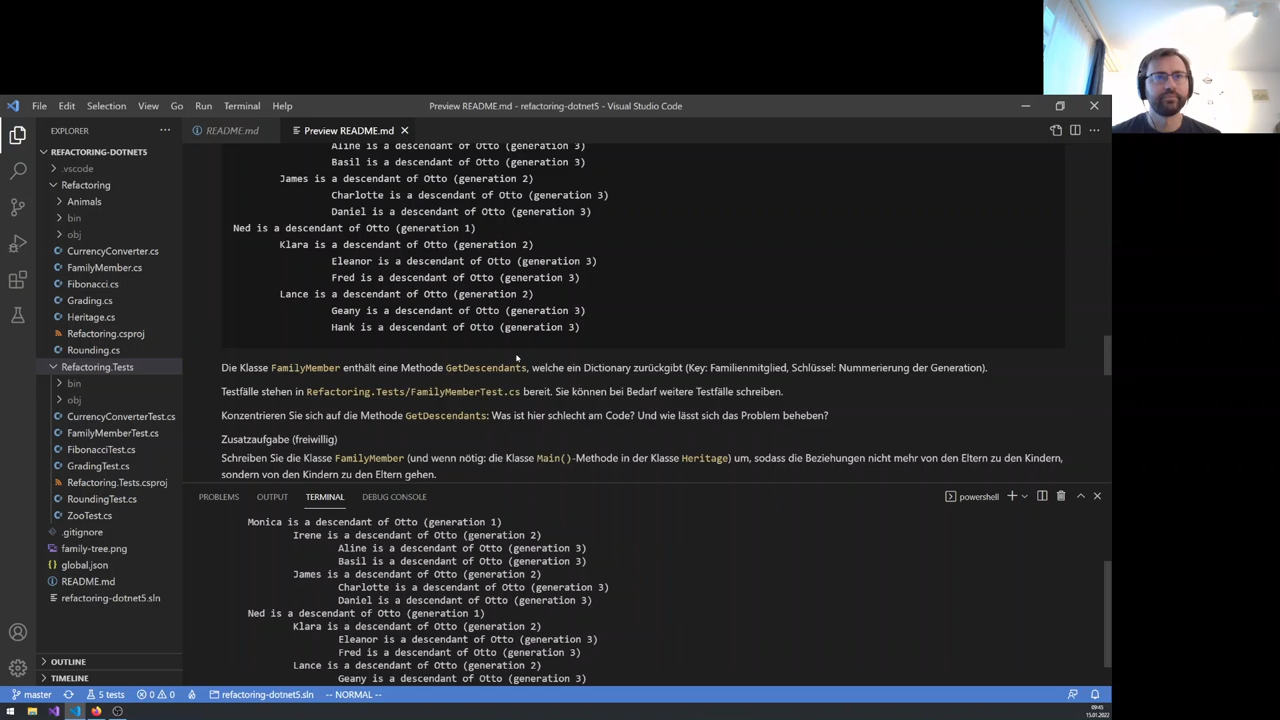 File Edit Selection View Go Run Terminal Help
Preview README.md - refactoring-dotnet5 - Visual Studio Code
EXPLORER
README.md
Preview README.md
REFACTORING-DOTNET5
.vscode
Refactoring
Animals
bin
obj
CurrencyConverter.cs
FamilyMember.cs
Fibonacci.cs
Grading.cs
Heritage.cs
Refactoring.csproj
Rounding.cs
Refactoring.Tests
bin
obj
CurrencyConverterTest.cs
FamilyMemberTest.cs
FibonacciTest.cs
GradingTest.cs
Refactoring.Tests.csproj
RoundingTest.cs
ZooTest.cs
.gitignore
family-tree.png
global.json
README.md
refactoring-dotnet5.sln
OUTLINE
TIMELINE
Aline is a descendant of Otto (generation 3)
Basil is a descendant of Otto (generation 3)
James is a descendant of Otto (generation 2)
Charlotte is a descendant of Otto (generation 3)
Daniel is a descendant of Otto (generation 3)
Ned is a descendant of Otto (generation 1)
Klara is a descendant of Otto (generation 2)
Eleanor is a descendant of Otto (generation 3)
Fred is a descendant of Otto (generation 3)
Lance is a descendant of Otto (generation 2)
Geany is a descendant of Otto (generation 3)
Hank is a descendant of Otto (generation 3)
Die Klasse FamilyMember enthält eine Methode GetDescendants, welche ein Dictionary zurückgibt (Key: Familienmitglied, Schlüssel: Nummerierung der Generation).
Testfälle stehen in Refactoring.Tests/FamilyMemberTest.cs bereit. Sie können bei Bedarf weitere Testfälle schreiben.
Konzentrieren Sie sich auf die Methode GetDescendants: Was ist hier schlecht am Code? Und wie lässt sich das Problem beheben?
Zusatzaufgabe (freiwillig)
Schreiben Sie die Klasse FamilyMember (und wenn nötig: die Klasse Main()-Methode in der Klasse Heritage) um, sodass die Beziehungen nicht mehr von den Eltern zu den Kindern,
sondern von den Kindern zu den Eltern gehen.
PROBLEMS OUTPUT TERMINAL DEBUG CONSOLE
powershell
Monica is a descendant of Otto (generation 1)
Irene is a descendant of Otto (generation 2)
Aline is a descendant of Otto (generation 3)
Basil is a descendant of Otto (generation 3)
James is a descendant of Otto (generation 2)
Charlotte is a descendant of Otto (generation 3)
Daniel is a descendant of Otto (generation 3)
Ned is a descendant of Otto (generation 1)
Klara is a descendant of Otto (generation 2)
Eleanor is a descendant of Otto (generation 3)
Fred is a descendant of Otto (generation 3)
Lance is a descendant of Otto (generation 2)
Geany is a descendant of Otto (generation 3)
master
5 tests
0 0
refactoring-dotnet5.sln
-- NORMAL --
09:45
15.01.2022